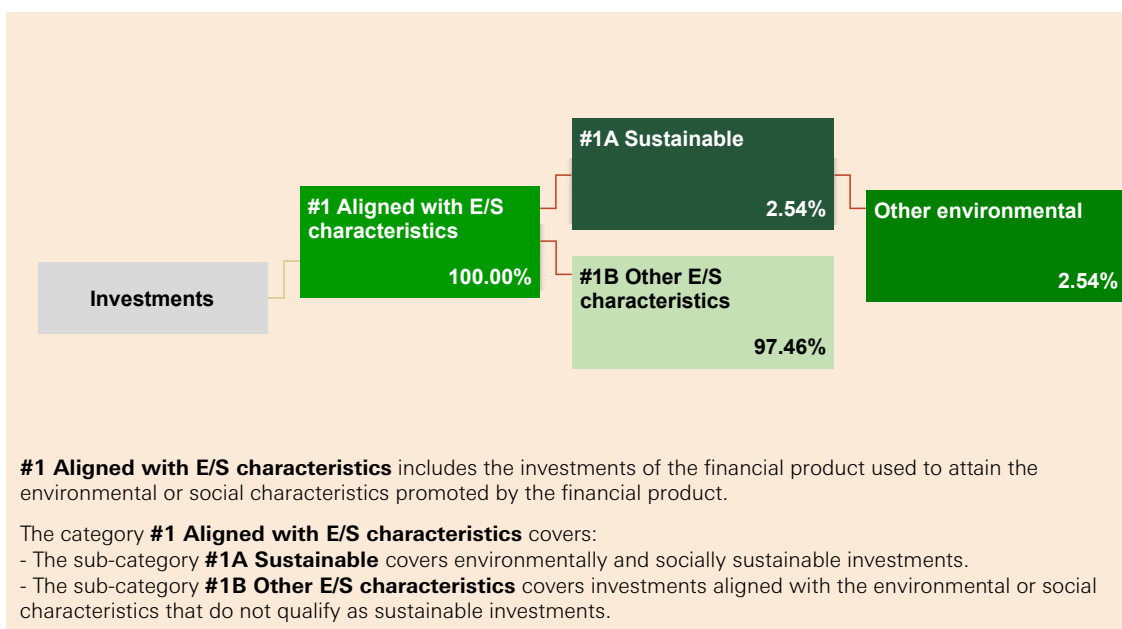 #1A Sustainable
2.54%
#1 Aligned with E/S
characteristics
100.00%
Other environmental
2.54%
Investments
#1B Other E/S
characteristics
97.46%
#1 Aligned with E/S characteristics includes the investments of the financial product used to attain the
environmental or social characteristics promoted by the financial product.
The category #1 Aligned with E/S characteristics covers:
- The sub-category #1A Sustainable covers environmentally and socially sustainable investments.
- The sub-category #1B Other E/S characteristics covers investments aligned with the environmental or social
characteristics that do not qualify as sustainable investments.